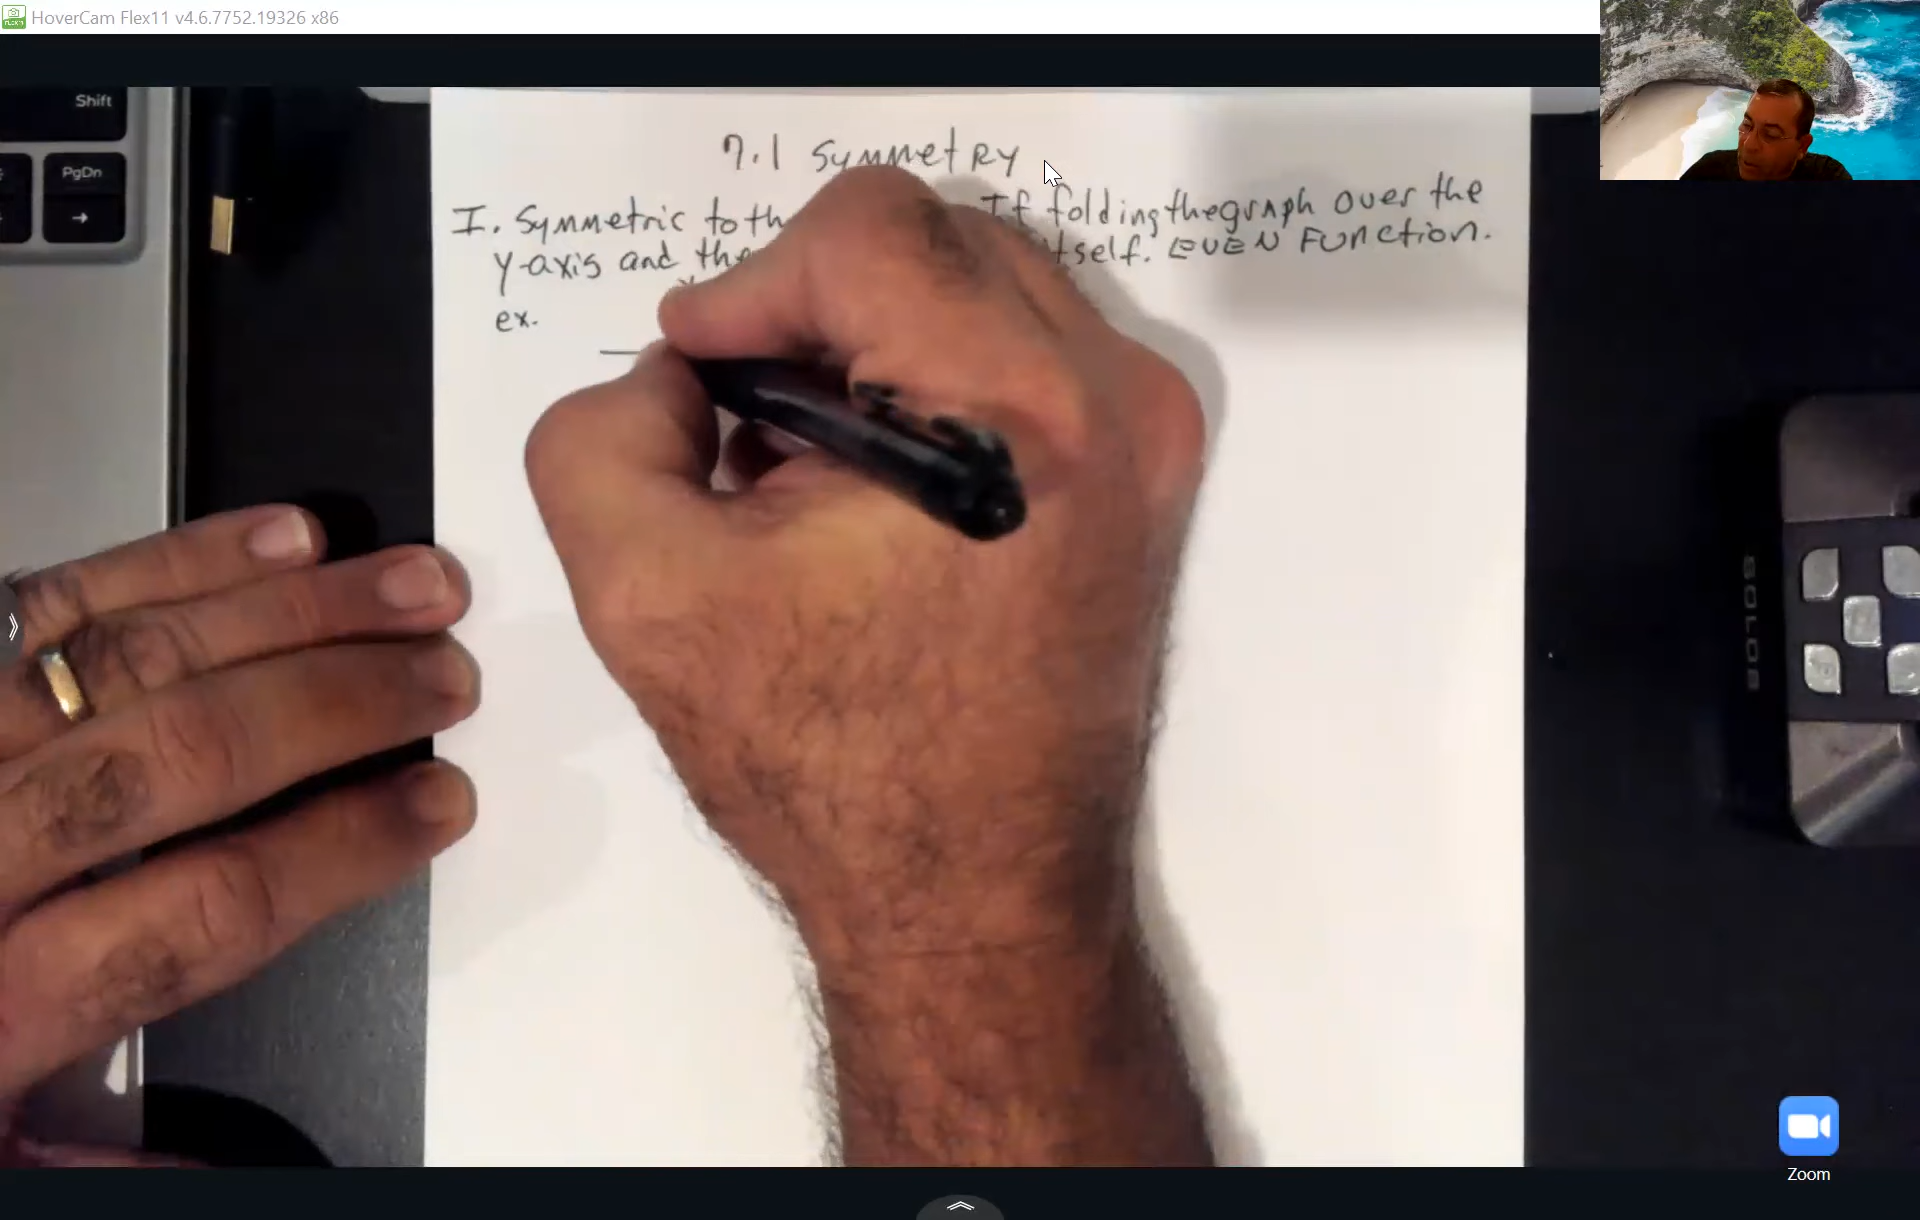 HoverCam Flex11 v4.6.7752.19326 x86
Shift
PgDn
7.1 Symmetry
I. Symmetric to th If folding the graph over the
y-axis and the tself. EVEN Function.
ex.
SOLOS
Zoom